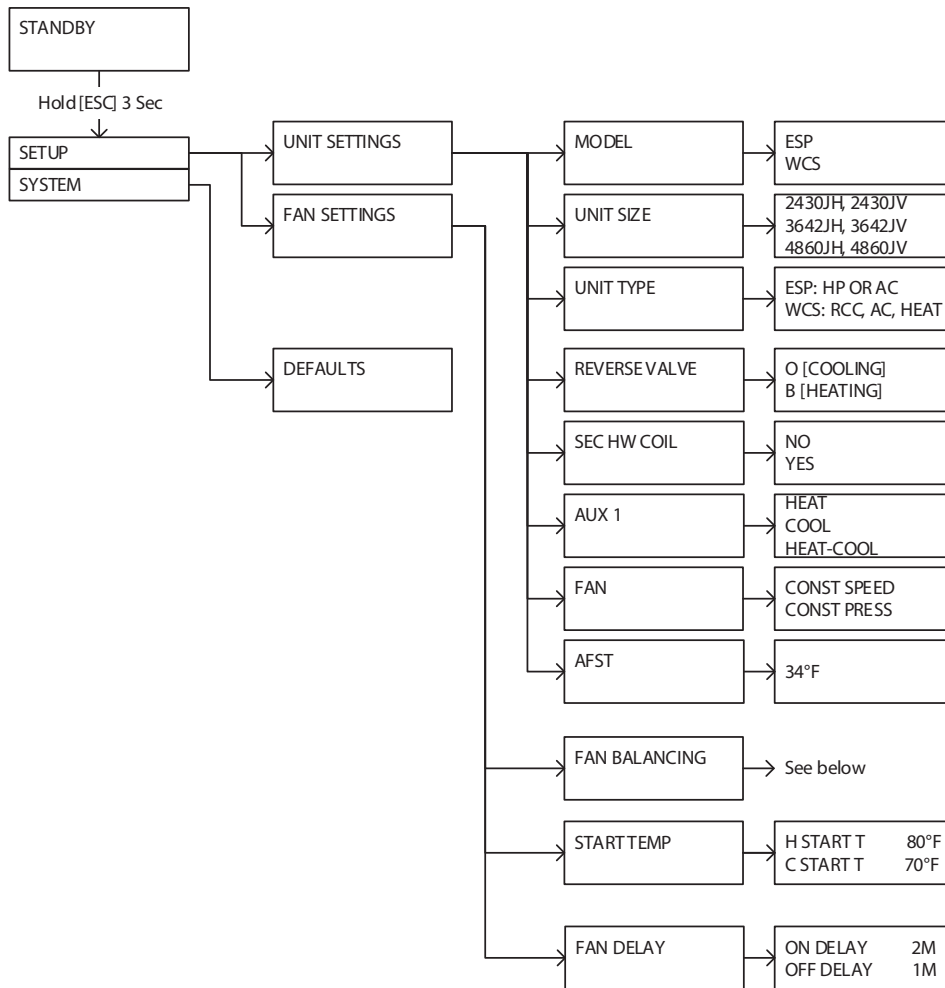 STANDBY
Hold [ESC] 3 Sec
SETUP
SYSTEM
UNIT SETTINGS
FAN SETTINGS
DEFAULTS
MODEL
ESP
WCS
UNIT SIZE
2430JH, 2430JV
3642JH, 3642JV
4860JH, 4860JV
UNIT TYPE
ESP: HP OR AC
WCS: RCC, AC, HEAT
REVERSE VALVE
O [COOLING]
B [HEATING]
SEC HW COIL
NO
YES
AUX 1
HEAT
COOL
HEAT-COOL
FAN
CONST SPEED
CONST PRESS
AFST
34°F
FAN BALANCING
See below
START TEMP
H START T 80°F
C START T 70°F
FAN DELAY
ON DELAY 2M
OFF DELAY 1M